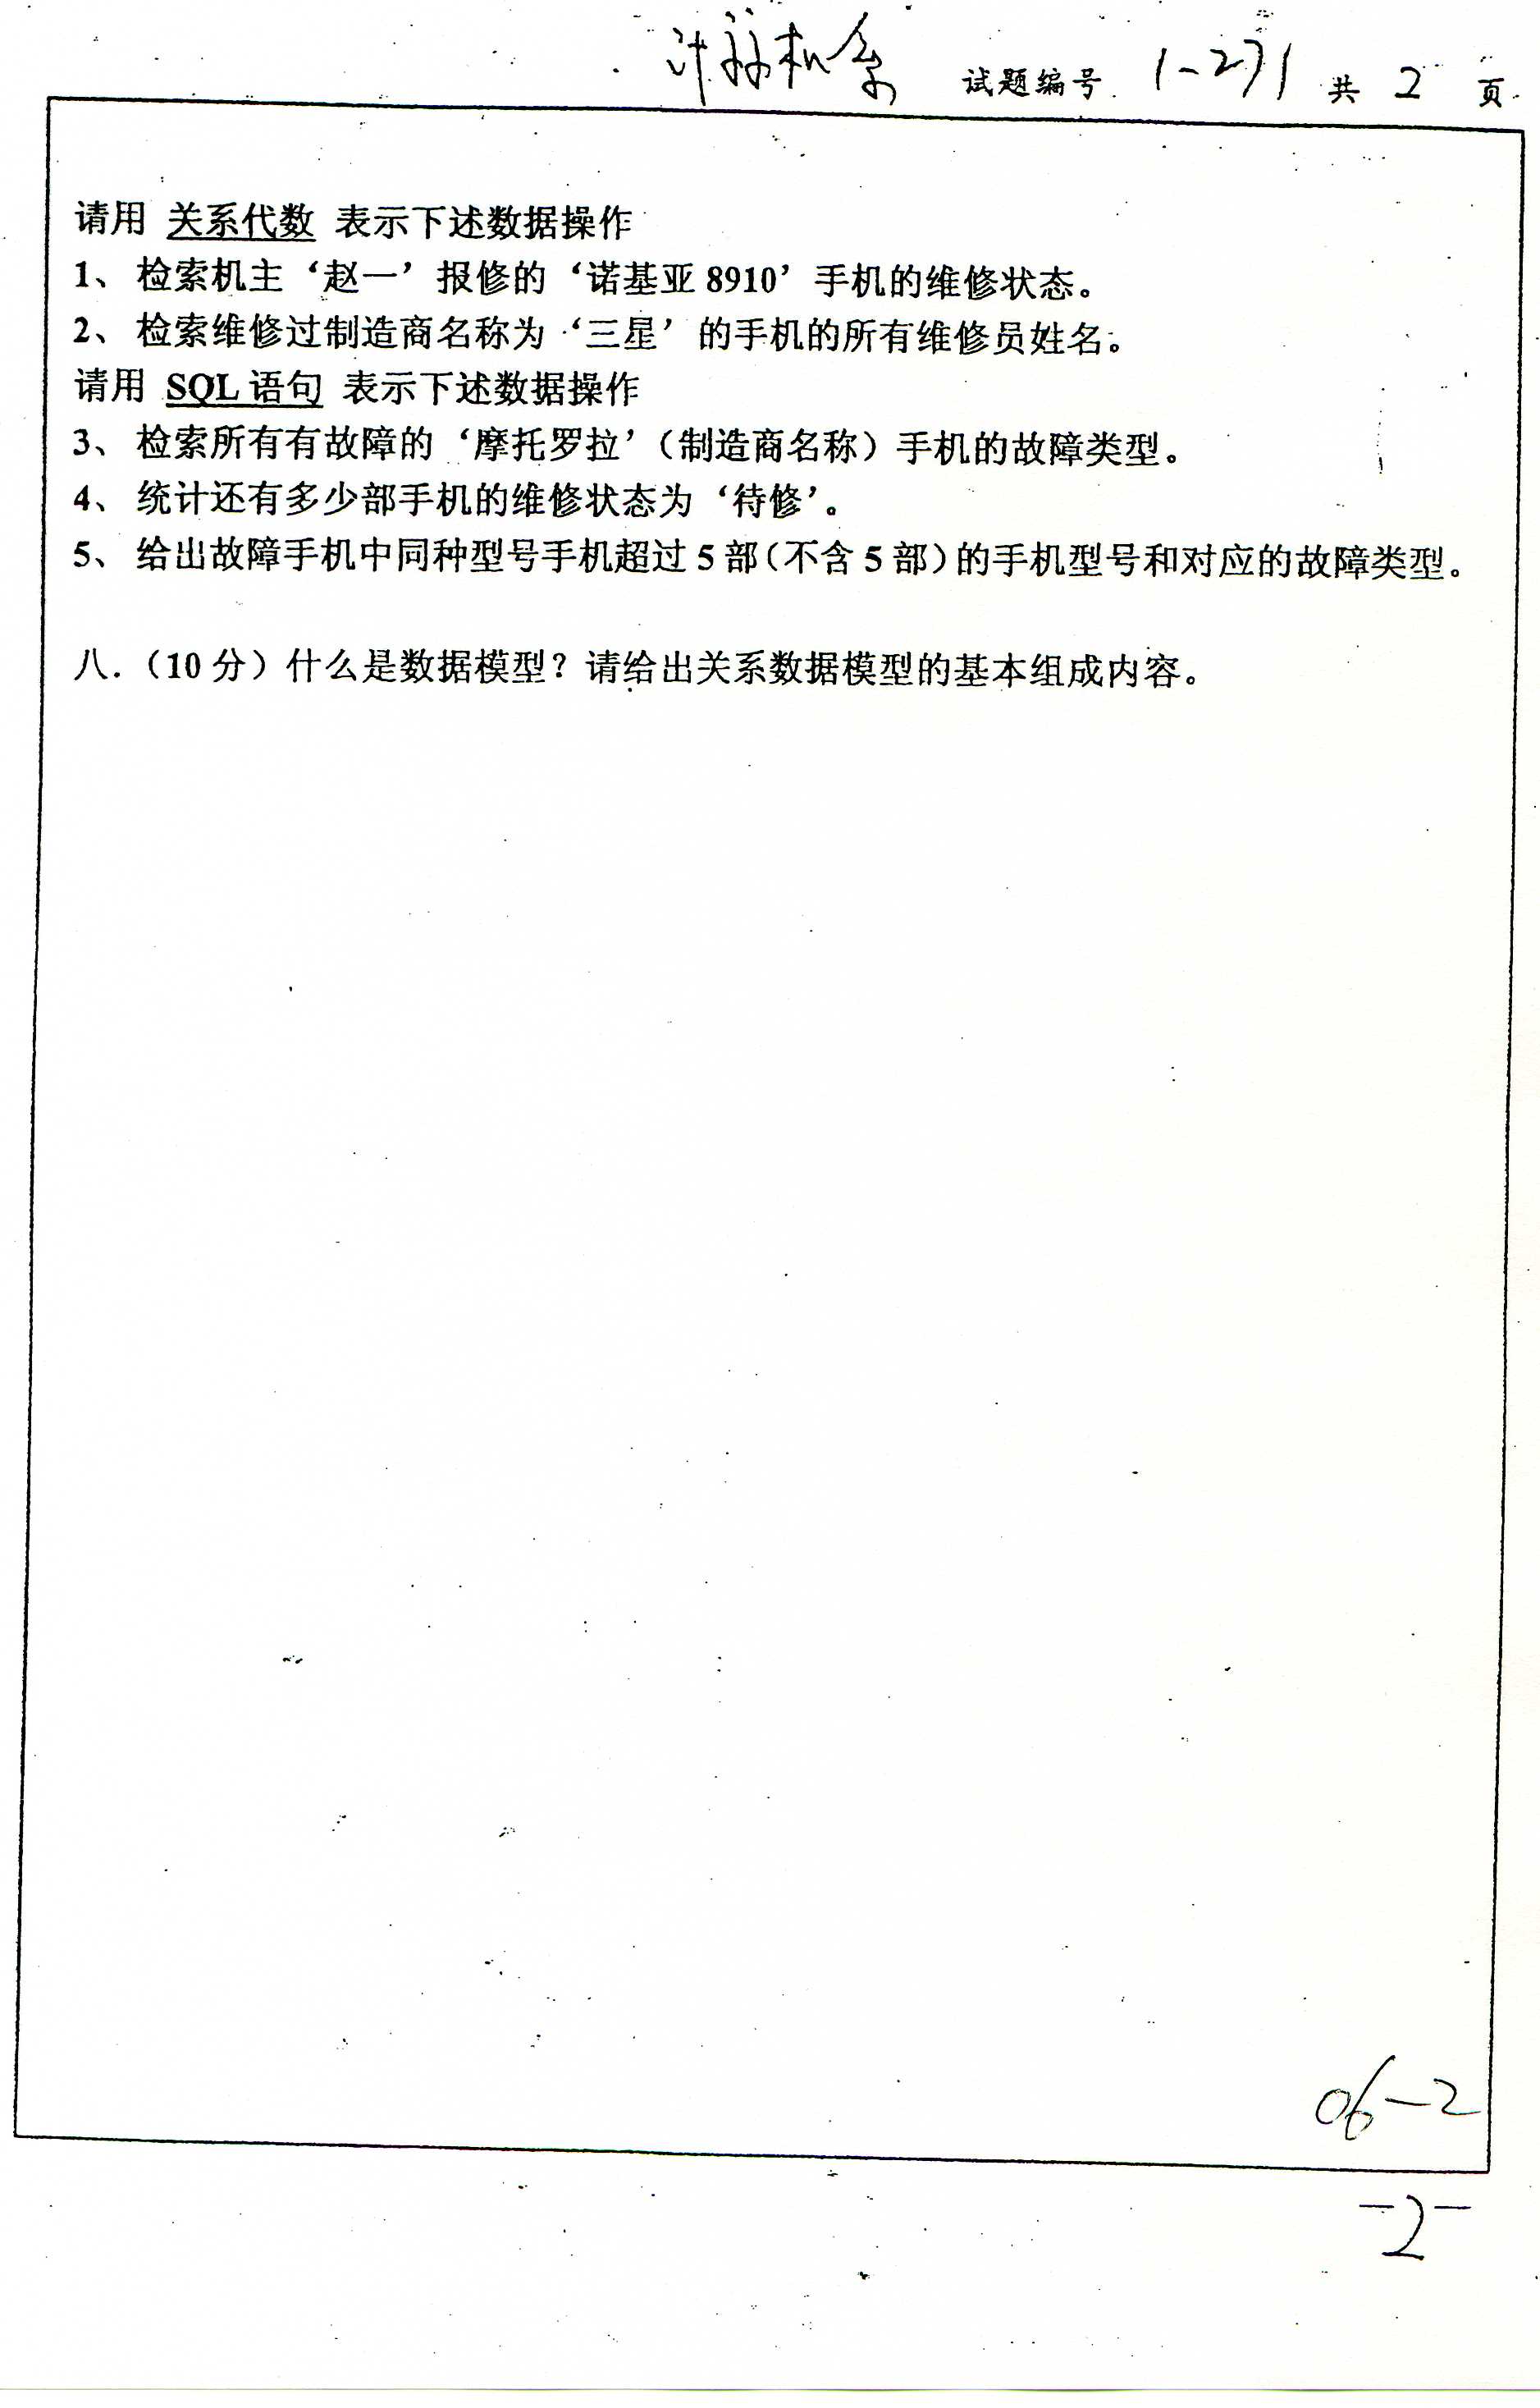 计算机系 试题编号 1-271 共 2 页
请用 关系代数 表示下述数据操作
1、检索机主‘赵一’报修的‘诺基亚 8910’手机的维修状态。
2、检索维修过制造商名称为‘三星’的手机的所有维修员姓名。
请用 SQL 语句 表示下述数据操作
3、检索所有有故障的‘摩托罗拉’（制造商名称）手机的故障类型。
4、统计还有多少部手机的维修状态为‘待修’。
5、给出故障手机中同种型号手机超过 5 部（不含 5 部）的手机型号和对应的故障类型。
八.（10 分）什么是数据模型？请给出关系数据模型的基本组成内容。
06-2
-2-